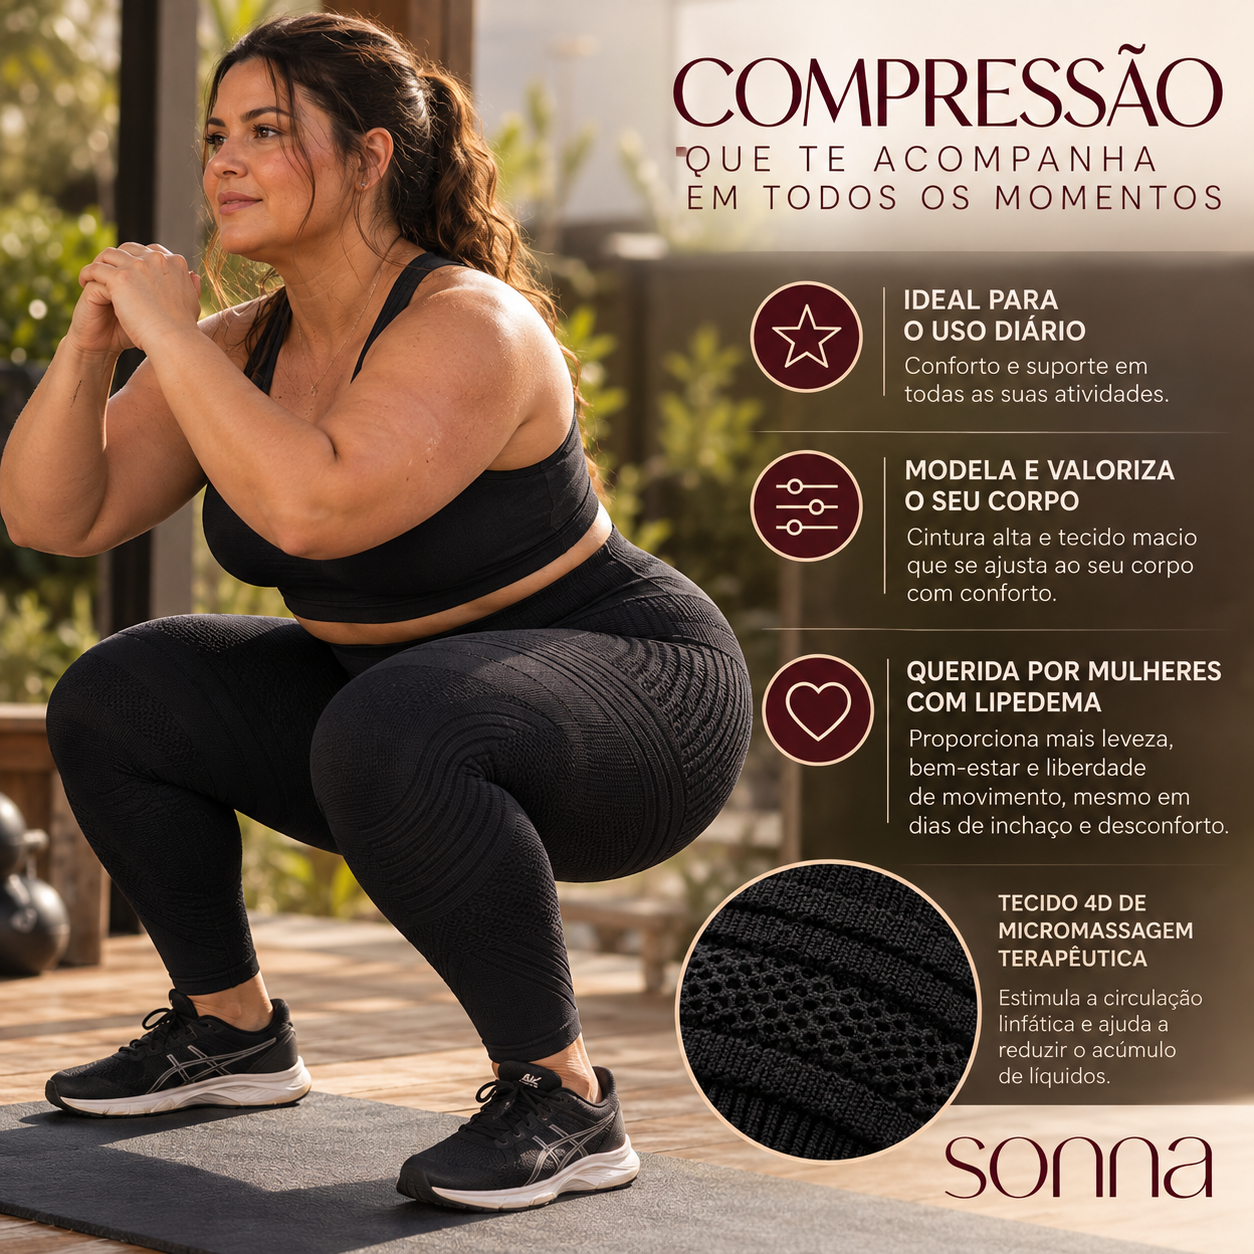 COMPRESSÃO
QUE TE ACOMPANHA
EM TODOS OS MOMENTOS
IDEAL PARA
O USO DIÁRIO
Conforto e suporte em
todas as suas atividades.
MODELA E VALORIZA
O SEU CORPO
Cintura alta e tecido macio
que se ajusta ao seu corpo
com conforto.
QUERIDA POR MULHERES
COM LIPEDEMA
Proporciona mais leveza,
bem-estar e liberdade
de movimento, mesmo em
dias de inchaço e desconforto.
TECIDO 4D DE
MICROMASSAGEM
TERAPÊUTICA
Estimula a circulação
linfática e ajuda a
reduzir o acúmulo
de líquidos.
sonna